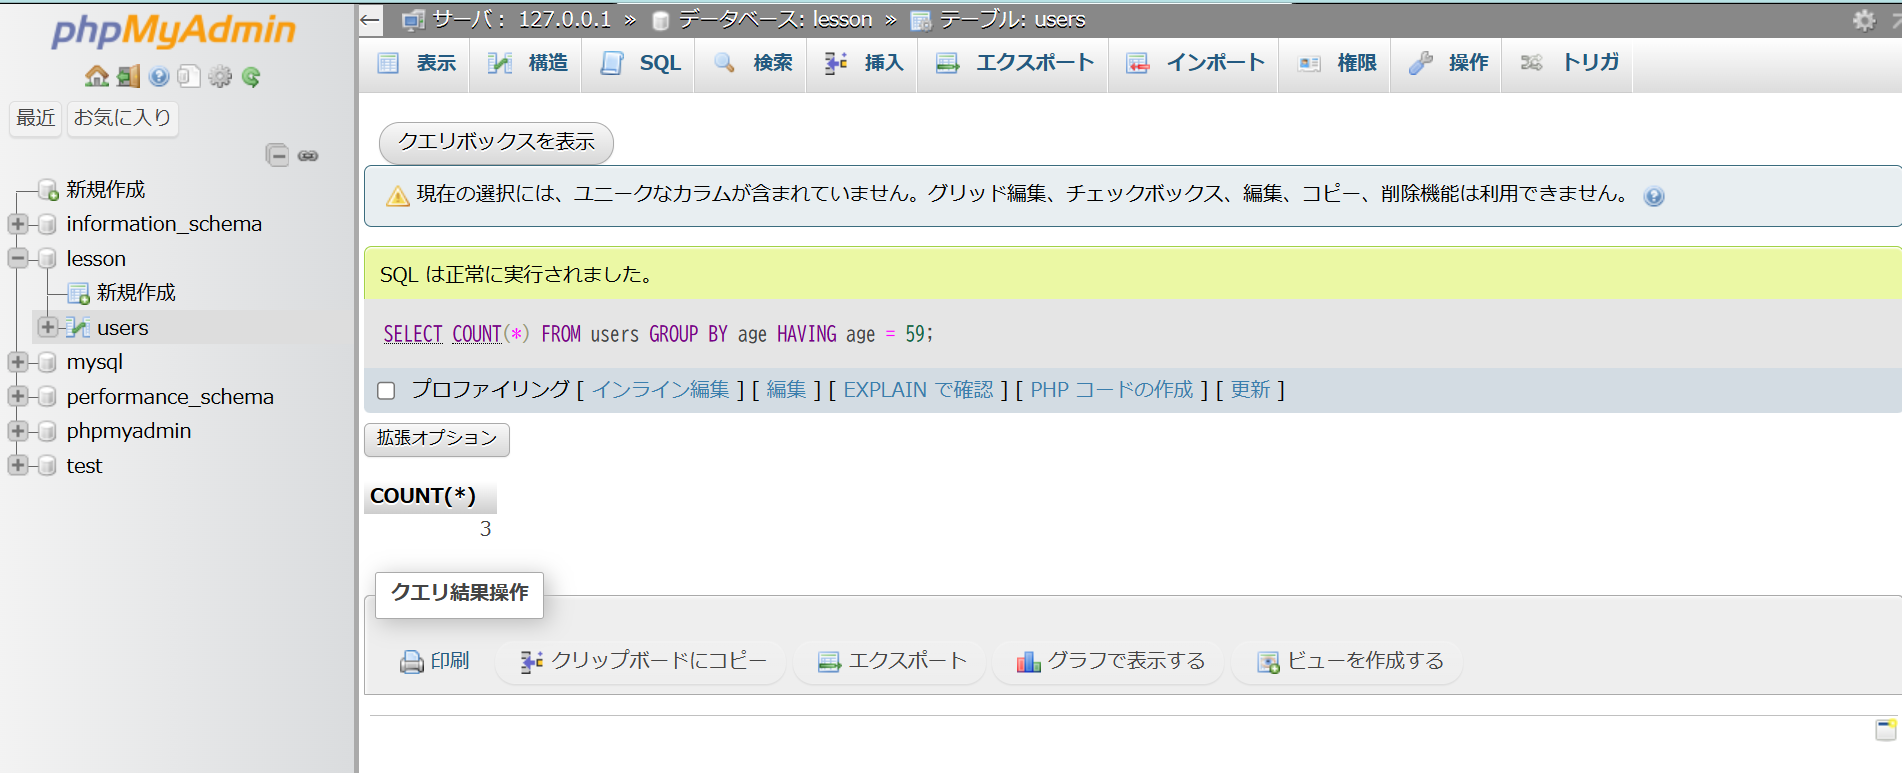 phpMyAdmin
最近 お気に入り
新規作成
information_schema
lesson
新規作成
users
mysql
performance_schema
phpmyadmin
test
← サーバ: 127.0.0.1 » データベース: lesson » テーブル: users
表示 構造 SQL 検索 挿入 エクスポート インポート 権限 操作 トリガ
クエリボックスを表示
現在の選択には、ユニークなカラムが含まれていません。グリッド編集、チェックボックス、編集、コピー、削除機能は利用できません。
SQL は正常に実行されました。
SELECT COUNT(*) FROM users GROUP BY age HAVING age = 59;
プロファイリング [ インライン編集 ] [ 編集 ] [ EXPLAIN で確認 ] [ PHP コードの作成 ] [ 更新 ]
拡張オプション
COUNT(*)
3
クエリ結果操作
印刷 クリップボードにコピー エクスポート グラフで表示する ビューを作成する